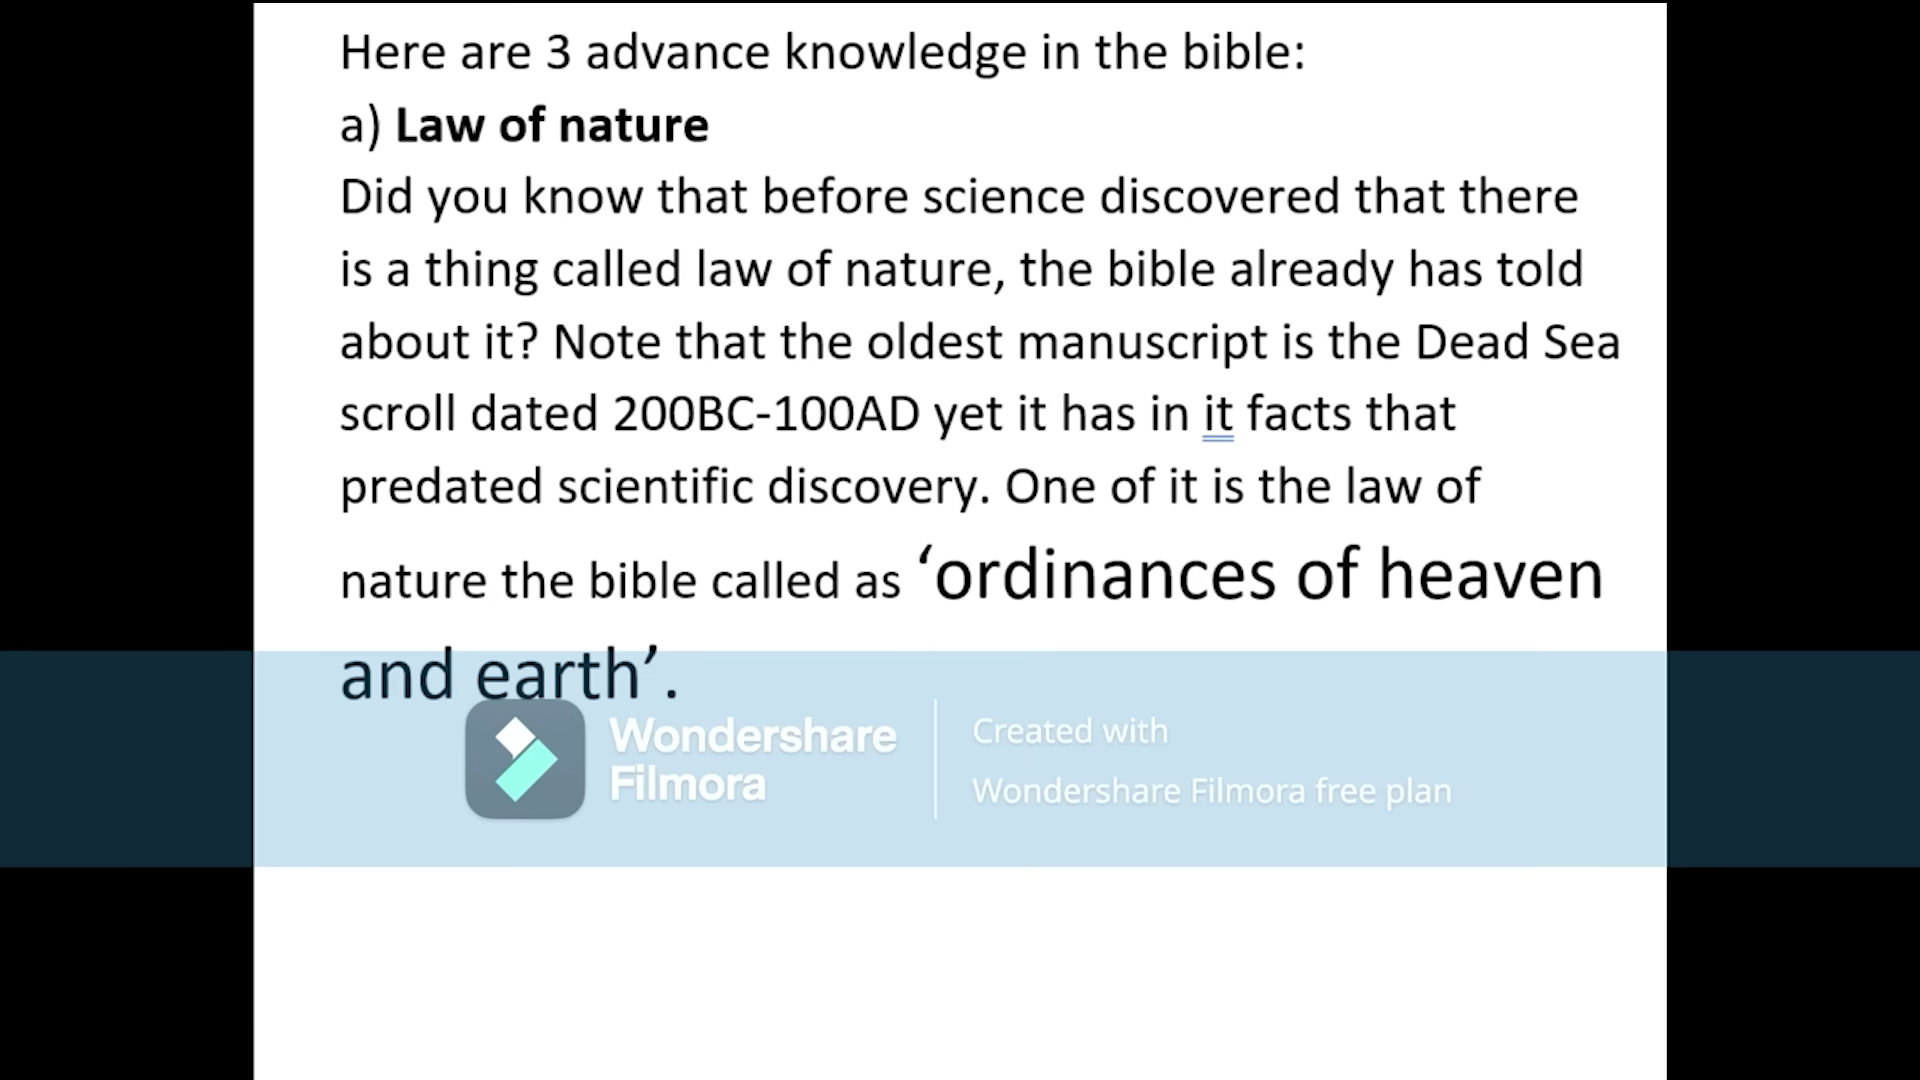 Here are 3 advance knowledge in the bible:
a) Law of nature
Did you know that before science discovered that there
is a thing called law of nature, the bible already has told
about it? Note that the oldest manuscript is the Dead Sea
scroll dated 200BC-100AD yet it has in it facts that
predated scientific discovery. One of it is the law of
nature the bible called as ‘ordinances of heaven
and earth’.
Wondershare
Filmora
Created with
Wondershare Filmora free plan